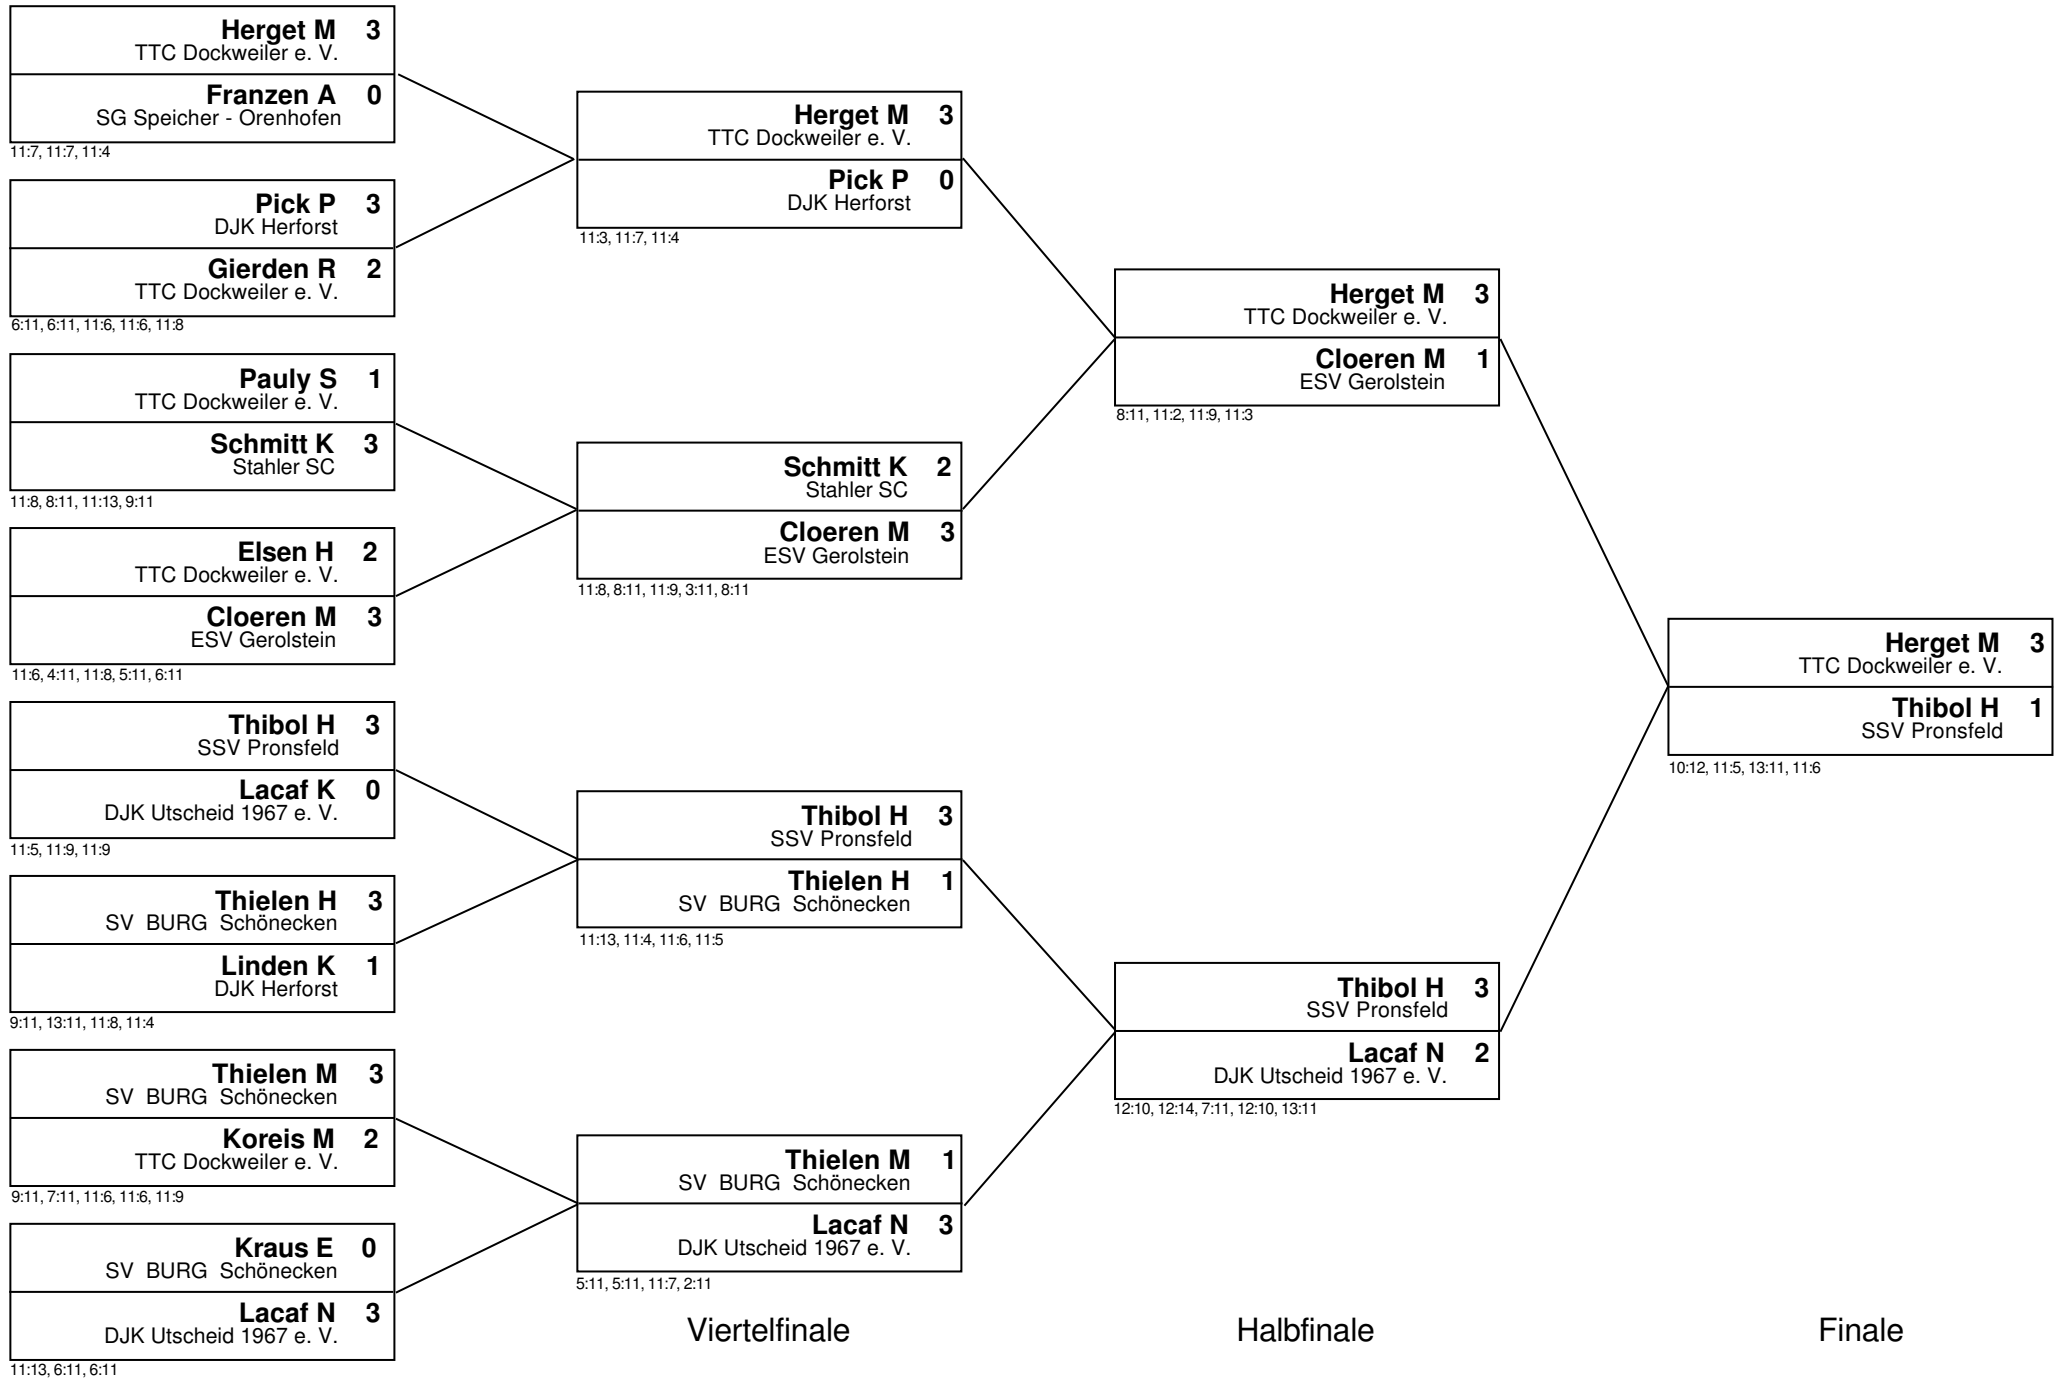 Herget M 3
TTC Dockweiler e. V.
Franzen A 0
SG Speicher - Orenhofen
11:7, 11:7, 11:4
Pick P 3
DJK Herforst
Gierden R 2
TTC Dockweiler e. V.
6:11, 6:11, 11:6, 11:6, 11:8
Pauly S 1
TTC Dockweiler e. V.
Schmitt K 3
Stahler SC
11:8, 8:11, 11:13, 9:11
Elsen H 2
TTC Dockweiler e. V.
Cloeren M 3
ESV Gerolstein
11:6, 4:11, 11:8, 5:11, 6:11
Thibol H 3
SSV Pronsfeld
Lacaf K 0
DJK Utscheid 1967 e. V.
11:5, 11:9, 11:9
Thielen H 3
SV BURG Schönecken
Linden K 1
DJK Herforst
9:11, 13:11, 11:8, 11:4
Thielen M 3
SV BURG Schönecken
Koreis M 2
TTC Dockweiler e. V.
9:11, 7:11, 11:6, 11:6, 11:9
Kraus E 0
SV BURG Schönecken
Lacaf N 3
DJK Utscheid 1967 e. V.
11:13, 6:11, 6:11
Herget M 3
TTC Dockweiler e. V.
Pick P 0
DJK Herforst
11:3, 11:7, 11:4
Schmitt K 2
Stahler SC
Cloeren M 3
ESV Gerolstein
11:8, 8:11, 11:9, 3:11, 8:11
Thibol H 3
SSV Pronsfeld
Thielen H 1
SV BURG Schönecken
11:13, 11:4, 11:6, 11:5
Thielen M 1
SV BURG Schönecken
Lacaf N 3
DJK Utscheid 1967 e. V.
5:11, 5:11, 11:7, 2:11
Viertelfinale
Herget M 3
TTC Dockweiler e. V.
Cloeren M 1
ESV Gerolstein
8:11, 11:2, 11:9, 11:3
Thibol H 3
SSV Pronsfeld
Lacaf N 2
DJK Utscheid 1967 e. V.
12:10, 12:14, 7:11, 12:10, 13:11
Halbfinale
Herget M 3
TTC Dockweiler e. V.
Thibol H 1
SSV Pronsfeld
10:12, 11:5, 13:11, 11:6
Finale